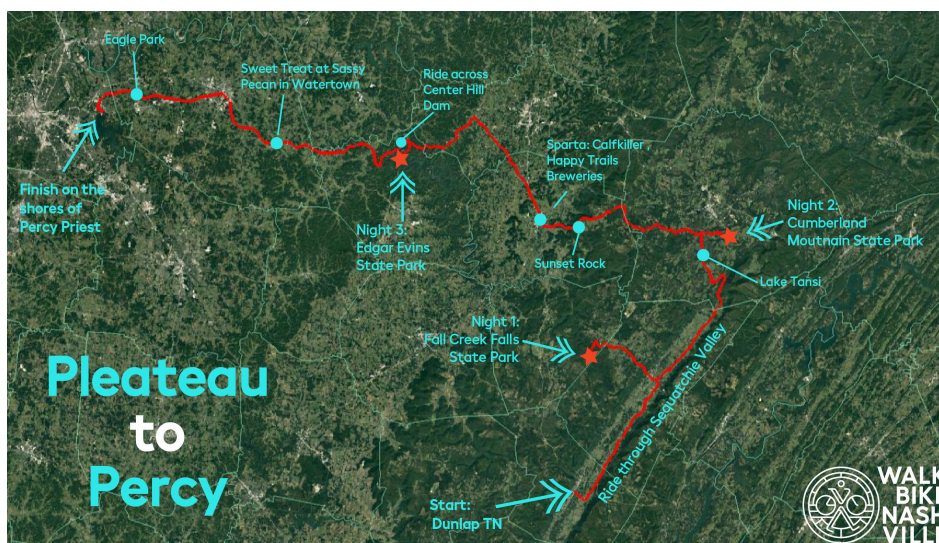 Eagle Park
Sweet Treat at Sassy
Pecan in Watertown
Ride across
Center Hill
Dam
Sparta: Calfkiller,
Happy Trails
Breweries
Finish on the
shores of
Percy Priest
Night 3:
Edgar Evins
State Park
Sunset Rock
Night 2:
Cumberland
Moutnain State Park
Lake Tansi
Night 1:
Fall Creek Falls
State Park
Ride through Sequatchie Valley
Pleateau
to
Percy
Start:
Dunlap TN
WALK
BIKE
NASH
VILLE